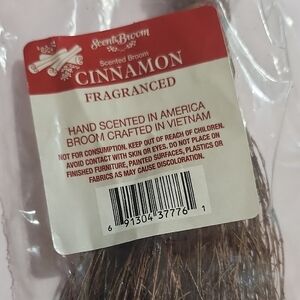 ScentsBroom
Scented Broom
CINNAMON
FRAGRANCED
HAND SCENTED IN AMERICA
BROOM CRAFTED IN VIETNAM
NOT FOR CONSUMPTION. KEEP OUT OF REACH OF CHILDREN.
AVOID CONTACT WITH SKIN OR EYES. DO NOT PLACE ON
FINISHED FURNITURE, PAINTED SURFACES, PLASTICS OR
FABRICS AS MAY CAUSE DISCOLORATION.
6 91304 37776 1